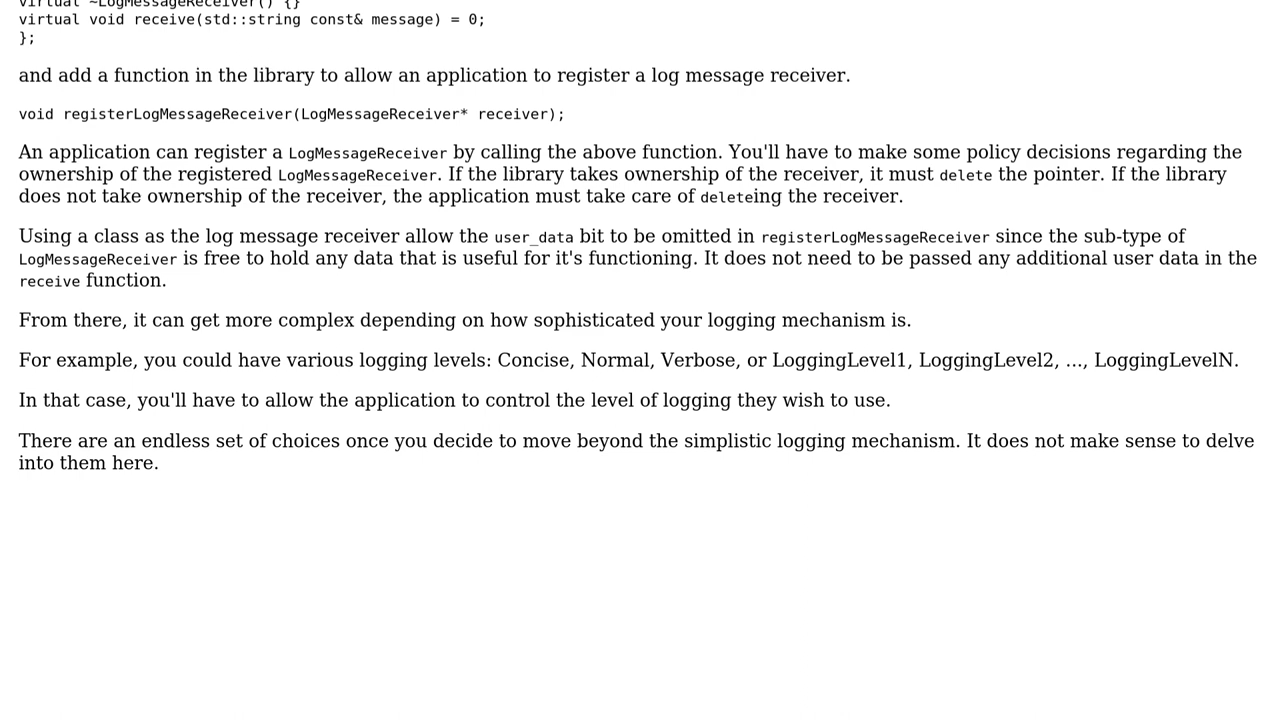 virtual ~LogMessageReceiver() {}
virtual void receive(std::string const& message) = 0;
};
and add a function in the library to allow an application to register a log message receiver.
void registerLogMessageReceiver(LogMessageReceiver* receiver);
An application can register a LogMessageReceiver by calling the above function. You'll have to make some policy decisions regarding the
ownership of the registered LogMessageReceiver. If the library takes ownership of the receiver, it must delete the pointer. If the library
does not take ownership of the receiver, the application must take care of deleteing the receiver.
Using a class as the log message receiver allow the user_data bit to be omitted in registerLogMessageReceiver since the sub-type of
LogMessageReceiver is free to hold any data that is useful for it's functioning. It does not need to be passed any additional user data in the
receive function.
From there, it can get more complex depending on how sophisticated your logging mechanism is.
For example, you could have various logging levels: Concise, Normal, Verbose, or LoggingLevel1, LoggingLevel2, ..., LoggingLevelN.
In that case, you'll have to allow the application to control the level of logging they wish to use.
There are an endless set of choices once you decide to move beyond the simplistic logging mechanism. It does not make sense to delve
into them here.